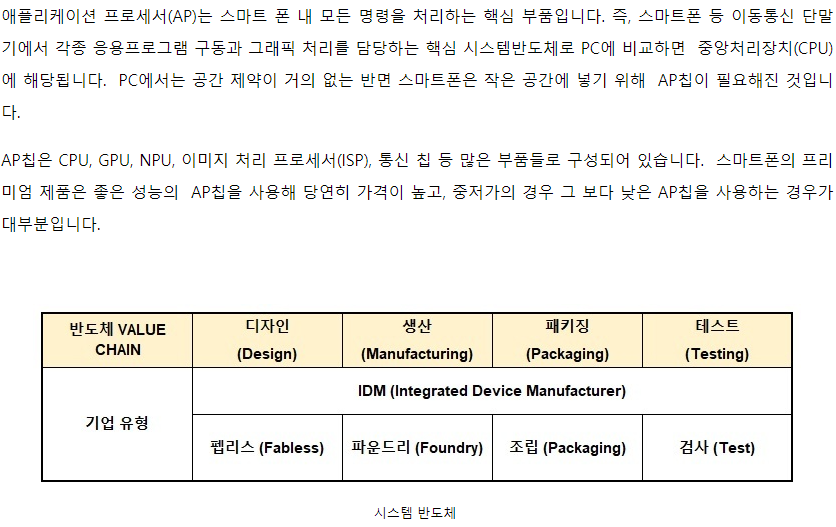 애플리케이션 프로세서(AP)는 스마트 폰 내 모든 명령을 처리하는 핵심 부품입니다. 즉, 스마트폰 등 이동통신 단말
기에서 각종 응용프로그램 구동과 그래픽 처리를 담당하는 핵심 시스템반도체로 PC에 비교하면 중앙처리장치(CPU)
에 해당됩니다. PC에서는 공간 제약이 거의 없는 반면 스마트폰은 작은 공간에 넣기 위해 AP칩이 필요해진 것입니
다.
AP칩은 CPU, GPU, NPU, 이미지 처리 프로세서(ISP), 통신 칩 등 많은 부품들로 구성되어 있습니다. 스마트폰의 프리
미엄 제품은 좋은 성능의 AP칩을 사용해 당연히 가격이 높고, 중저가의 경우 그 보다 낮은 AP칩을 사용하는 경우가
대부분입니다.
반도체 VALUE
CHAIN
디자인
(Design)
생산
(Manufacturing)
패키징
(Packaging)
테스트
(Testing)
기업 유형
IDM (Integrated Device Manufacturer)
펩리스 (Fabless)
파운드리 (Foundry)
조립 (Packaging)
검사 (Test)
시스템 반도체